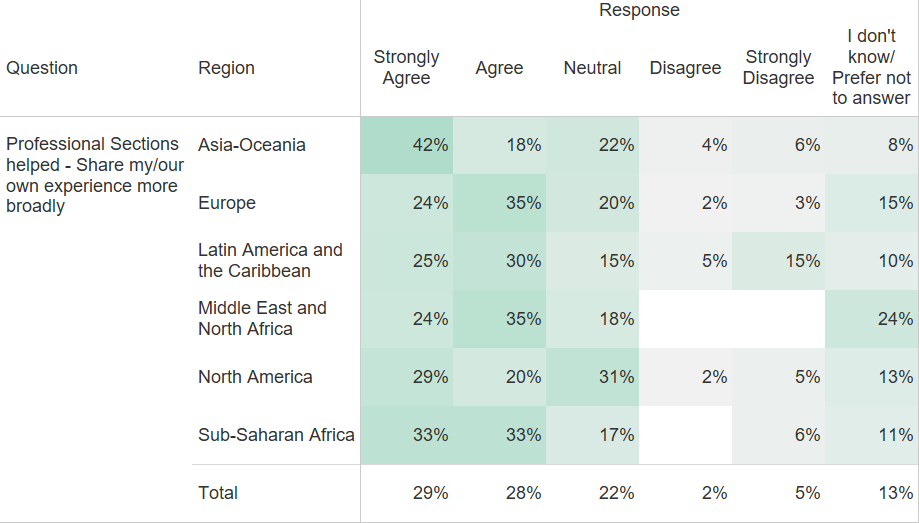 Response
Question Region Strongly Agree Agree Neutral Disagree Strongly Disagree I don't know/ Prefer not to answer
Professional Sections helped - Share my/our own experience more broadly
Asia-Oceania 42% 18% 22% 4% 6% 8%
Europe 24% 35% 20% 2% 3% 15%
Latin America and the Caribbean 25% 30% 15% 5% 15% 10%
Middle East and North Africa 24% 35% 18% 24%
North America 29% 20% 31% 2% 5% 13%
Sub-Saharan Africa 33% 33% 17% 6% 11%
Total 29% 28% 22% 2% 5% 13%